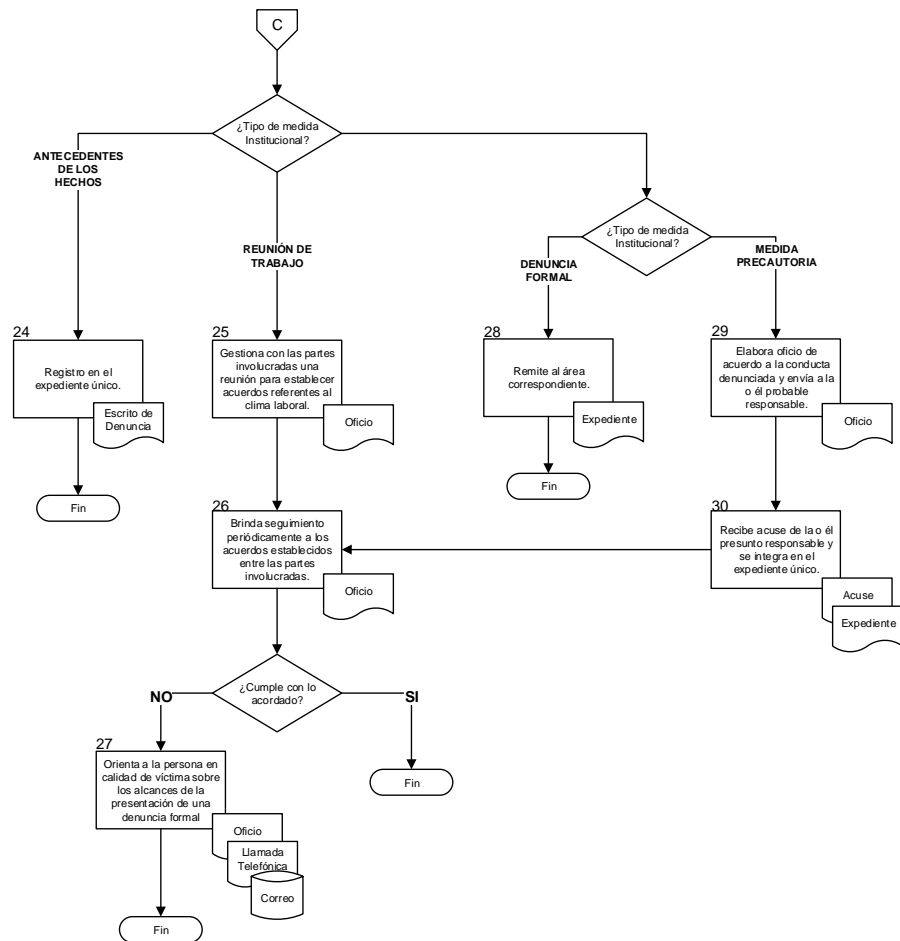 C
¿Tipo de medida
Institucional?
ANTECEDENTES
DE LOS
HECHOS
¿Tipo de medida
Institucional?
REUNIÓN DE
TRABAJO
DENUNCIA
FORMAL
MEDIDA
PRECAUTORIA
24
Registro en el
expediente único.
Escrito de
Denuncia
Fin
25
Gestiona con las partes
involucradas una
reunión para establecer
acuerdos referentes al
clima laboral.
Oficio
28
Remite al área
correspondiente.
Expediente
Fin
29
Elabora oficio de
acuerdo a la conducta
denunciada y envía a la
o él probable
responsable.
Oficio
26
Brinda seguimiento
periódicamente a los
acuerdos establecidos
entre las partes
involucradas.
Oficio
30
Recibe acuse de la o él
presunto responsable y
se integra en el
expediente único.
Acuse
Expediente
¿Cumple con lo
acordado?
NO
SI
27
Orienta a la persona en
calidad de víctima sobre
los alcances de la
presentación de una
denuncia formal
Oficio
Llamada
Telefónica
Correo
Fin
Fin